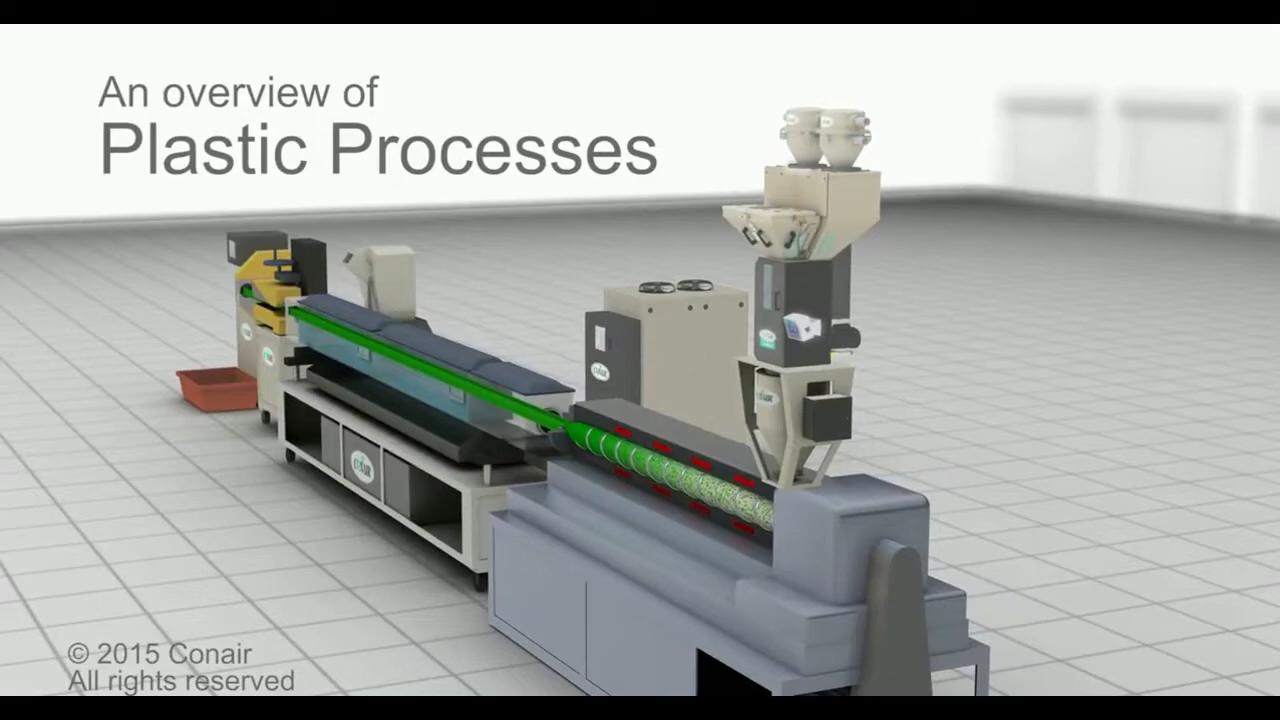 An overview of
Plastic Processes
© 2015 Conair
All rights reserved